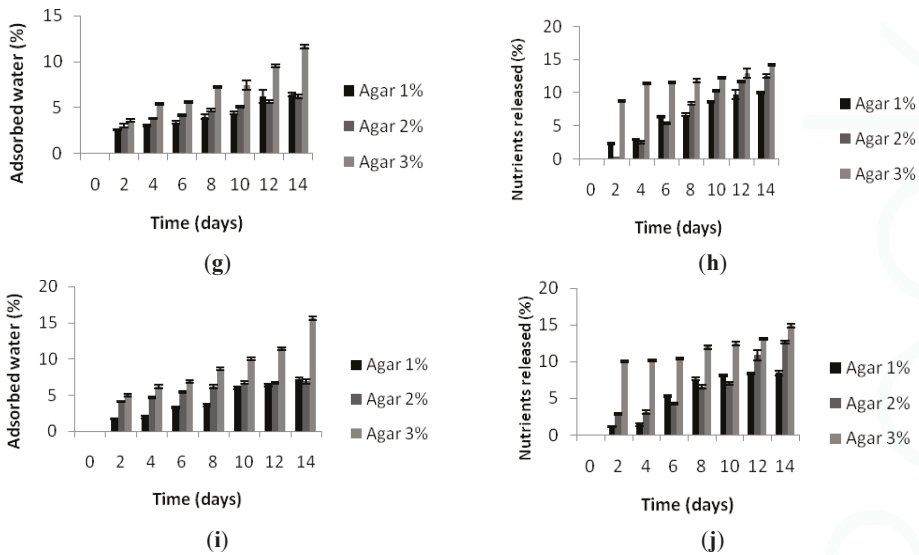 Adsorbed water (%)
15
10
5
0
0 2 4 6 8 10 12 14
Time (days)
Agar 1%
Agar 2%
Agar 3%
(g)
Nutrients released (%)
20
15
10
5
0
0 2 4 6 8 10 12 14
Time (days)
Agar 1%
Agar 2%
Agar 3%
(h)
Adsorbed water (%)
20
15
10
5
0
0 2 4 6 8 10 12 14
Time (days)
Agar 1%
Agar 2%
Agar 3%
(i)
Nutrients released (%)
20
15
10
5
0
0 2 4 6 8 10 12 14
Time (days)
Agar 1%
Agar 2%
Agar 3%
(j)